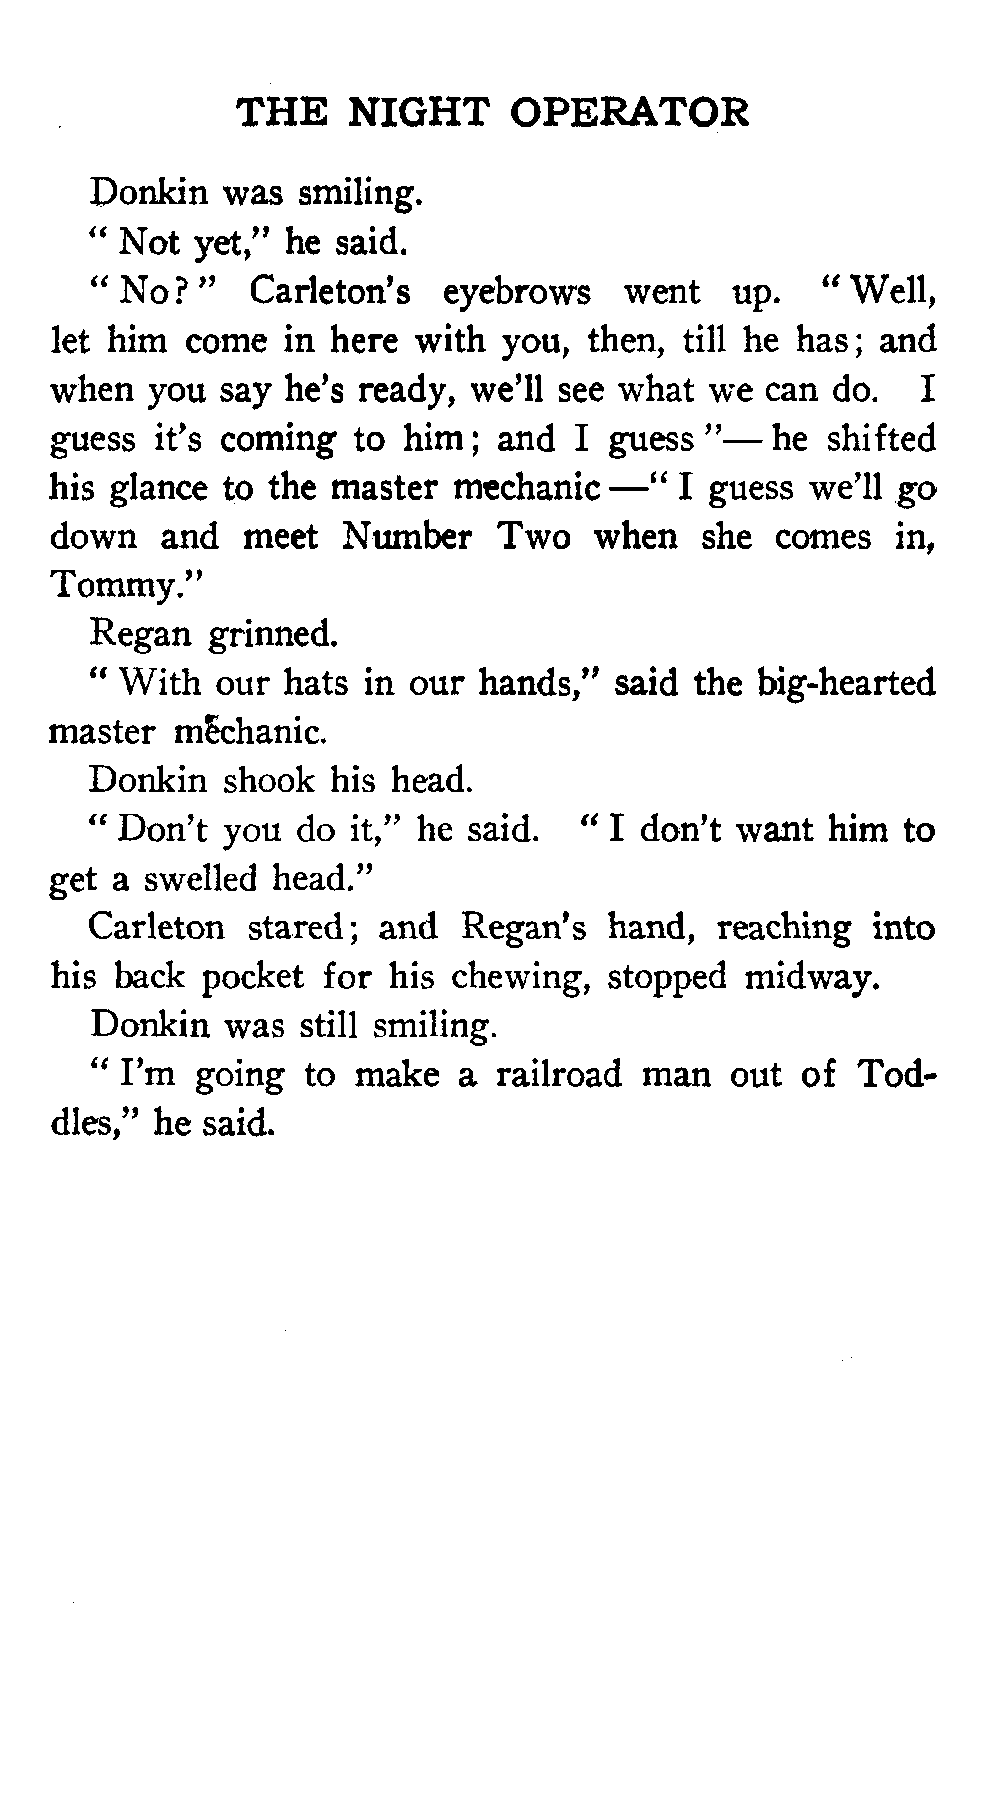 THE NIGHT OPERATOR
Donkin was smiling.
" Not yet," he said.
" No? " Carleton's eyebrows went up. " Well,
let him come in here with you, then, till he has; and
when you say he's ready, we'll see what we can do. I
guess it's coming to him; and I guess "— he shifted
his glance to the master mechanic —" I guess we'll go
down and meet Number Two when she comes in,
Tommy."
Regan grinned.
" With our hats in our hands," said the big-hearted
master mechanic.
Donkin shook his head.
" Don't you do it," he said. " I don't want him to
get a swelled head."
Carleton stared; and Regan's hand, reaching into
his back pocket for his chewing, stopped midway.
Donkin was still smiling.
" I'm going to make a railroad man out of Tod-
dles," he said.